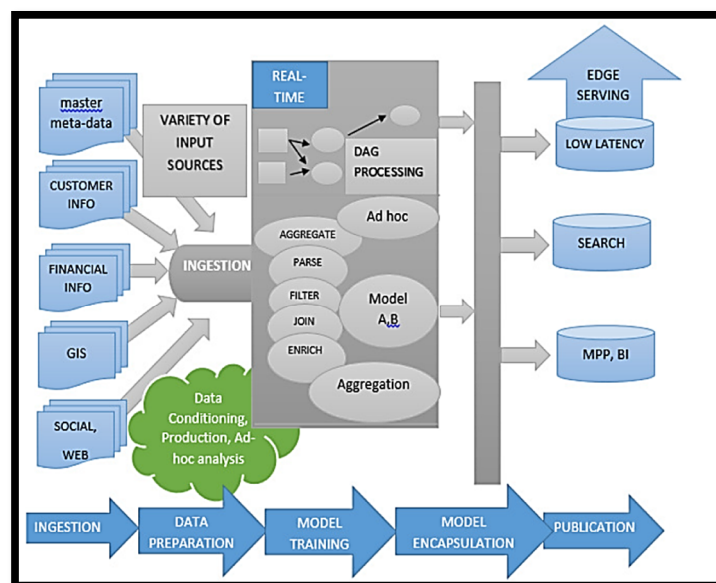 master
meta-data
CUSTOMER
INFO
FINANCIAL
INFO
GIS
SOCIAL,
WEB
VARIETY OF
INPUT
SOURCES
INGESTION
Data
Conditioning,
Production, Ad-
hoc analysis
REAL-
TIME
DAG
PROCESSING
Ad hoc
AGGREGATE
PARSE
FILTER
JOIN
ENRICH
Model
A,B
Aggregation
EDGE
SERVING
LOW LATENCY
SEARCH
MPP, BI
INGESTION
DATA
PREPARATION
MODEL
TRAINING
MODEL
ENCAPSULATION
PUBLICATION